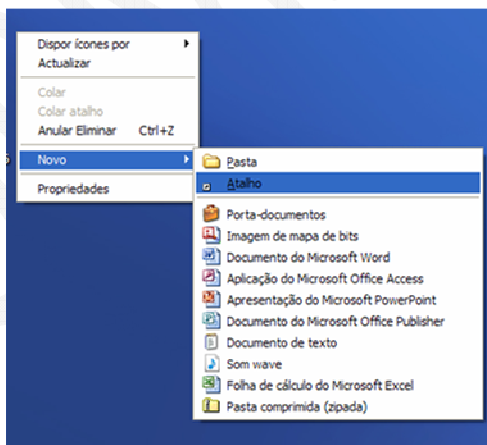 Dispor ícones por
Actualizar
Colar
Colar atalho
Anular Eliminar Ctrl+Z
Novo
Propriedades
Pasta
Atalho
Porta-documentos
Imagem de mapa de bits
Documento do Microsoft Word
Aplicação do Microsoft Office Access
Apresentação do Microsoft PowerPoint
Documento do Microsoft Office Publisher
Documento de texto
Som wave
Folha de cálculo do Microsoft Excel
Pasta comprimida (zipada)